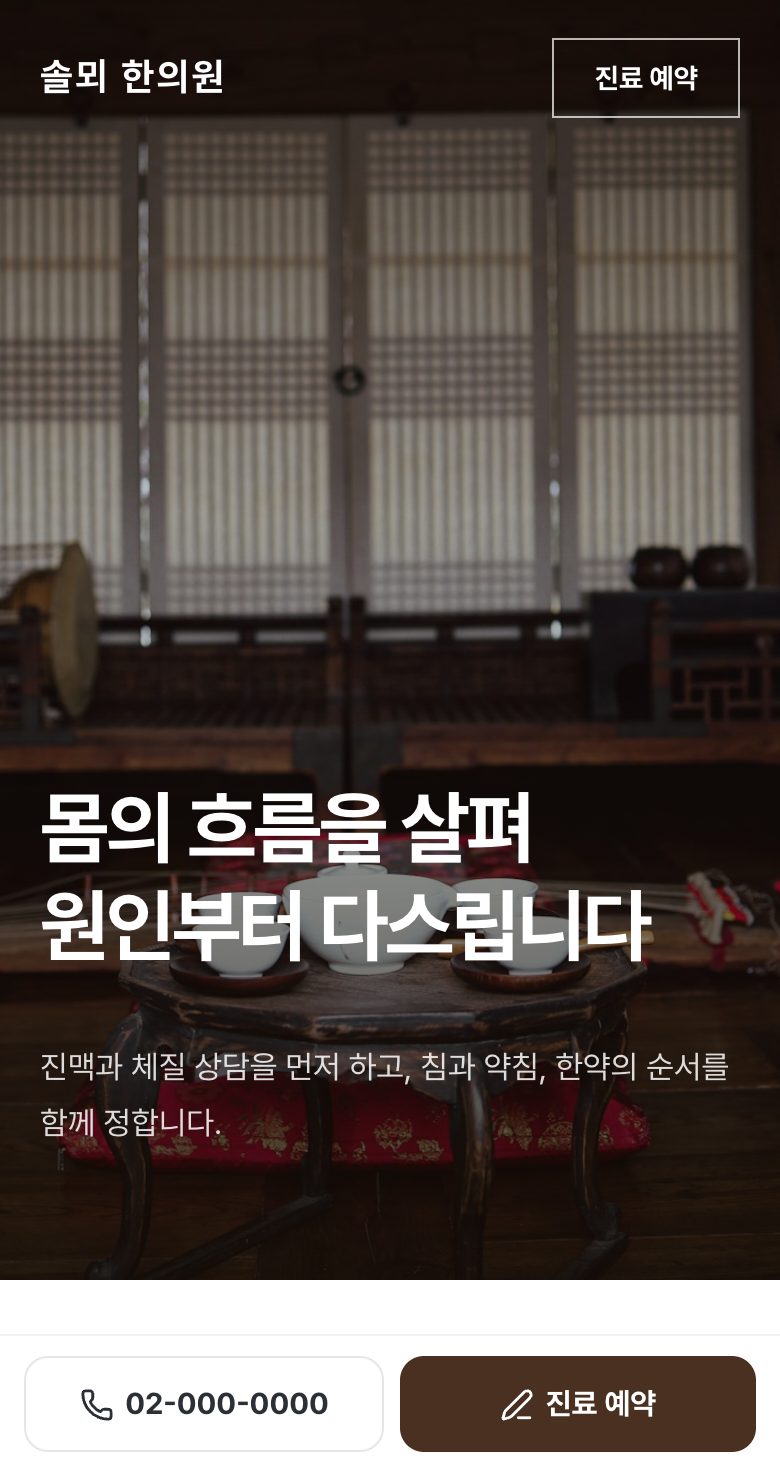 솔뫼 한의원
진료 예약
몸의 흐름을 살펴
원인부터 다스립니다
진맥과 체질 상담을 먼저 하고, 침과 약침, 한약의 순서를
함께 정합니다.
02-000-0000
진료 예약